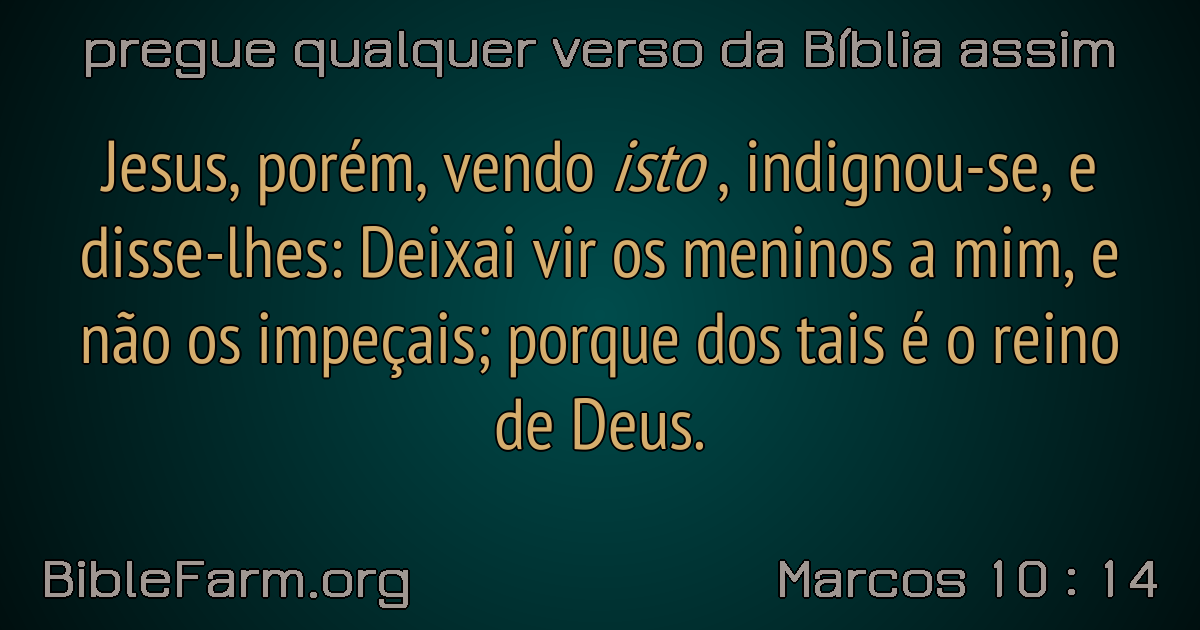 pregue qualquer verso da Bíblia assim
Jesus, porém, vendo isto , indignou-se, e
disse-lhes: Deixai vir os meninos a mim, e
não os impeçais; porque dos tais é o reino
de Deus.
BibleFarm.org
Marcos 10 : 14